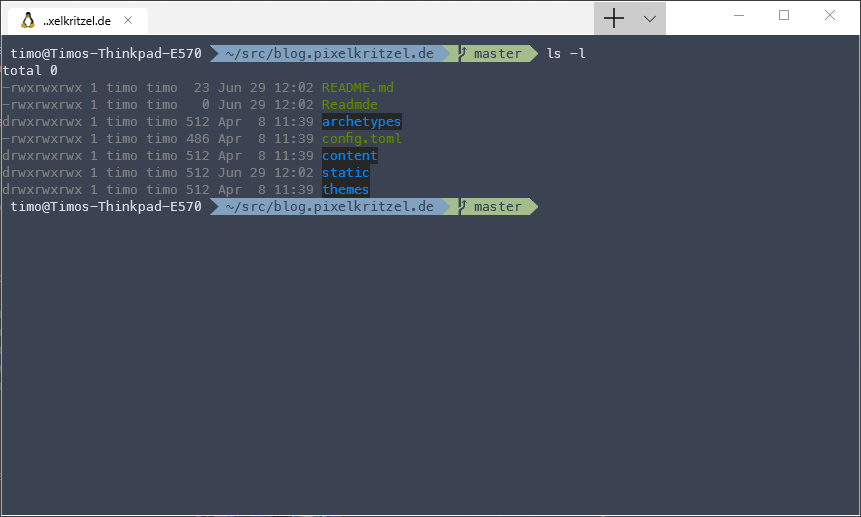 ..xelkritzel.de
timo@Timos-Thinkpad-E570 ~/src/blog.pixelkritzel.de master ls -l
total 0
-rwxrwxrwx 1 timo timo  23 Jun 29 12:02 README.md
-rwxrwxrwx 1 timo timo   0 Jun 29 12:02 Readmde
drwxrwxrwx 1 timo timo 512 Apr  8 11:39 archetypes
-rwxrwxrwx 1 timo timo 486 Apr  8 11:39 config.toml
drwxrwxrwx 1 timo timo 512 Apr  8 11:39 content
drwxrwxrwx 1 timo timo 512 Jun 29 12:02 static
drwxrwxrwx 1 timo timo 512 Apr  8 11:39 themes
timo@Timos-Thinkpad-E570 ~/src/blog.pixelkritzel.de master